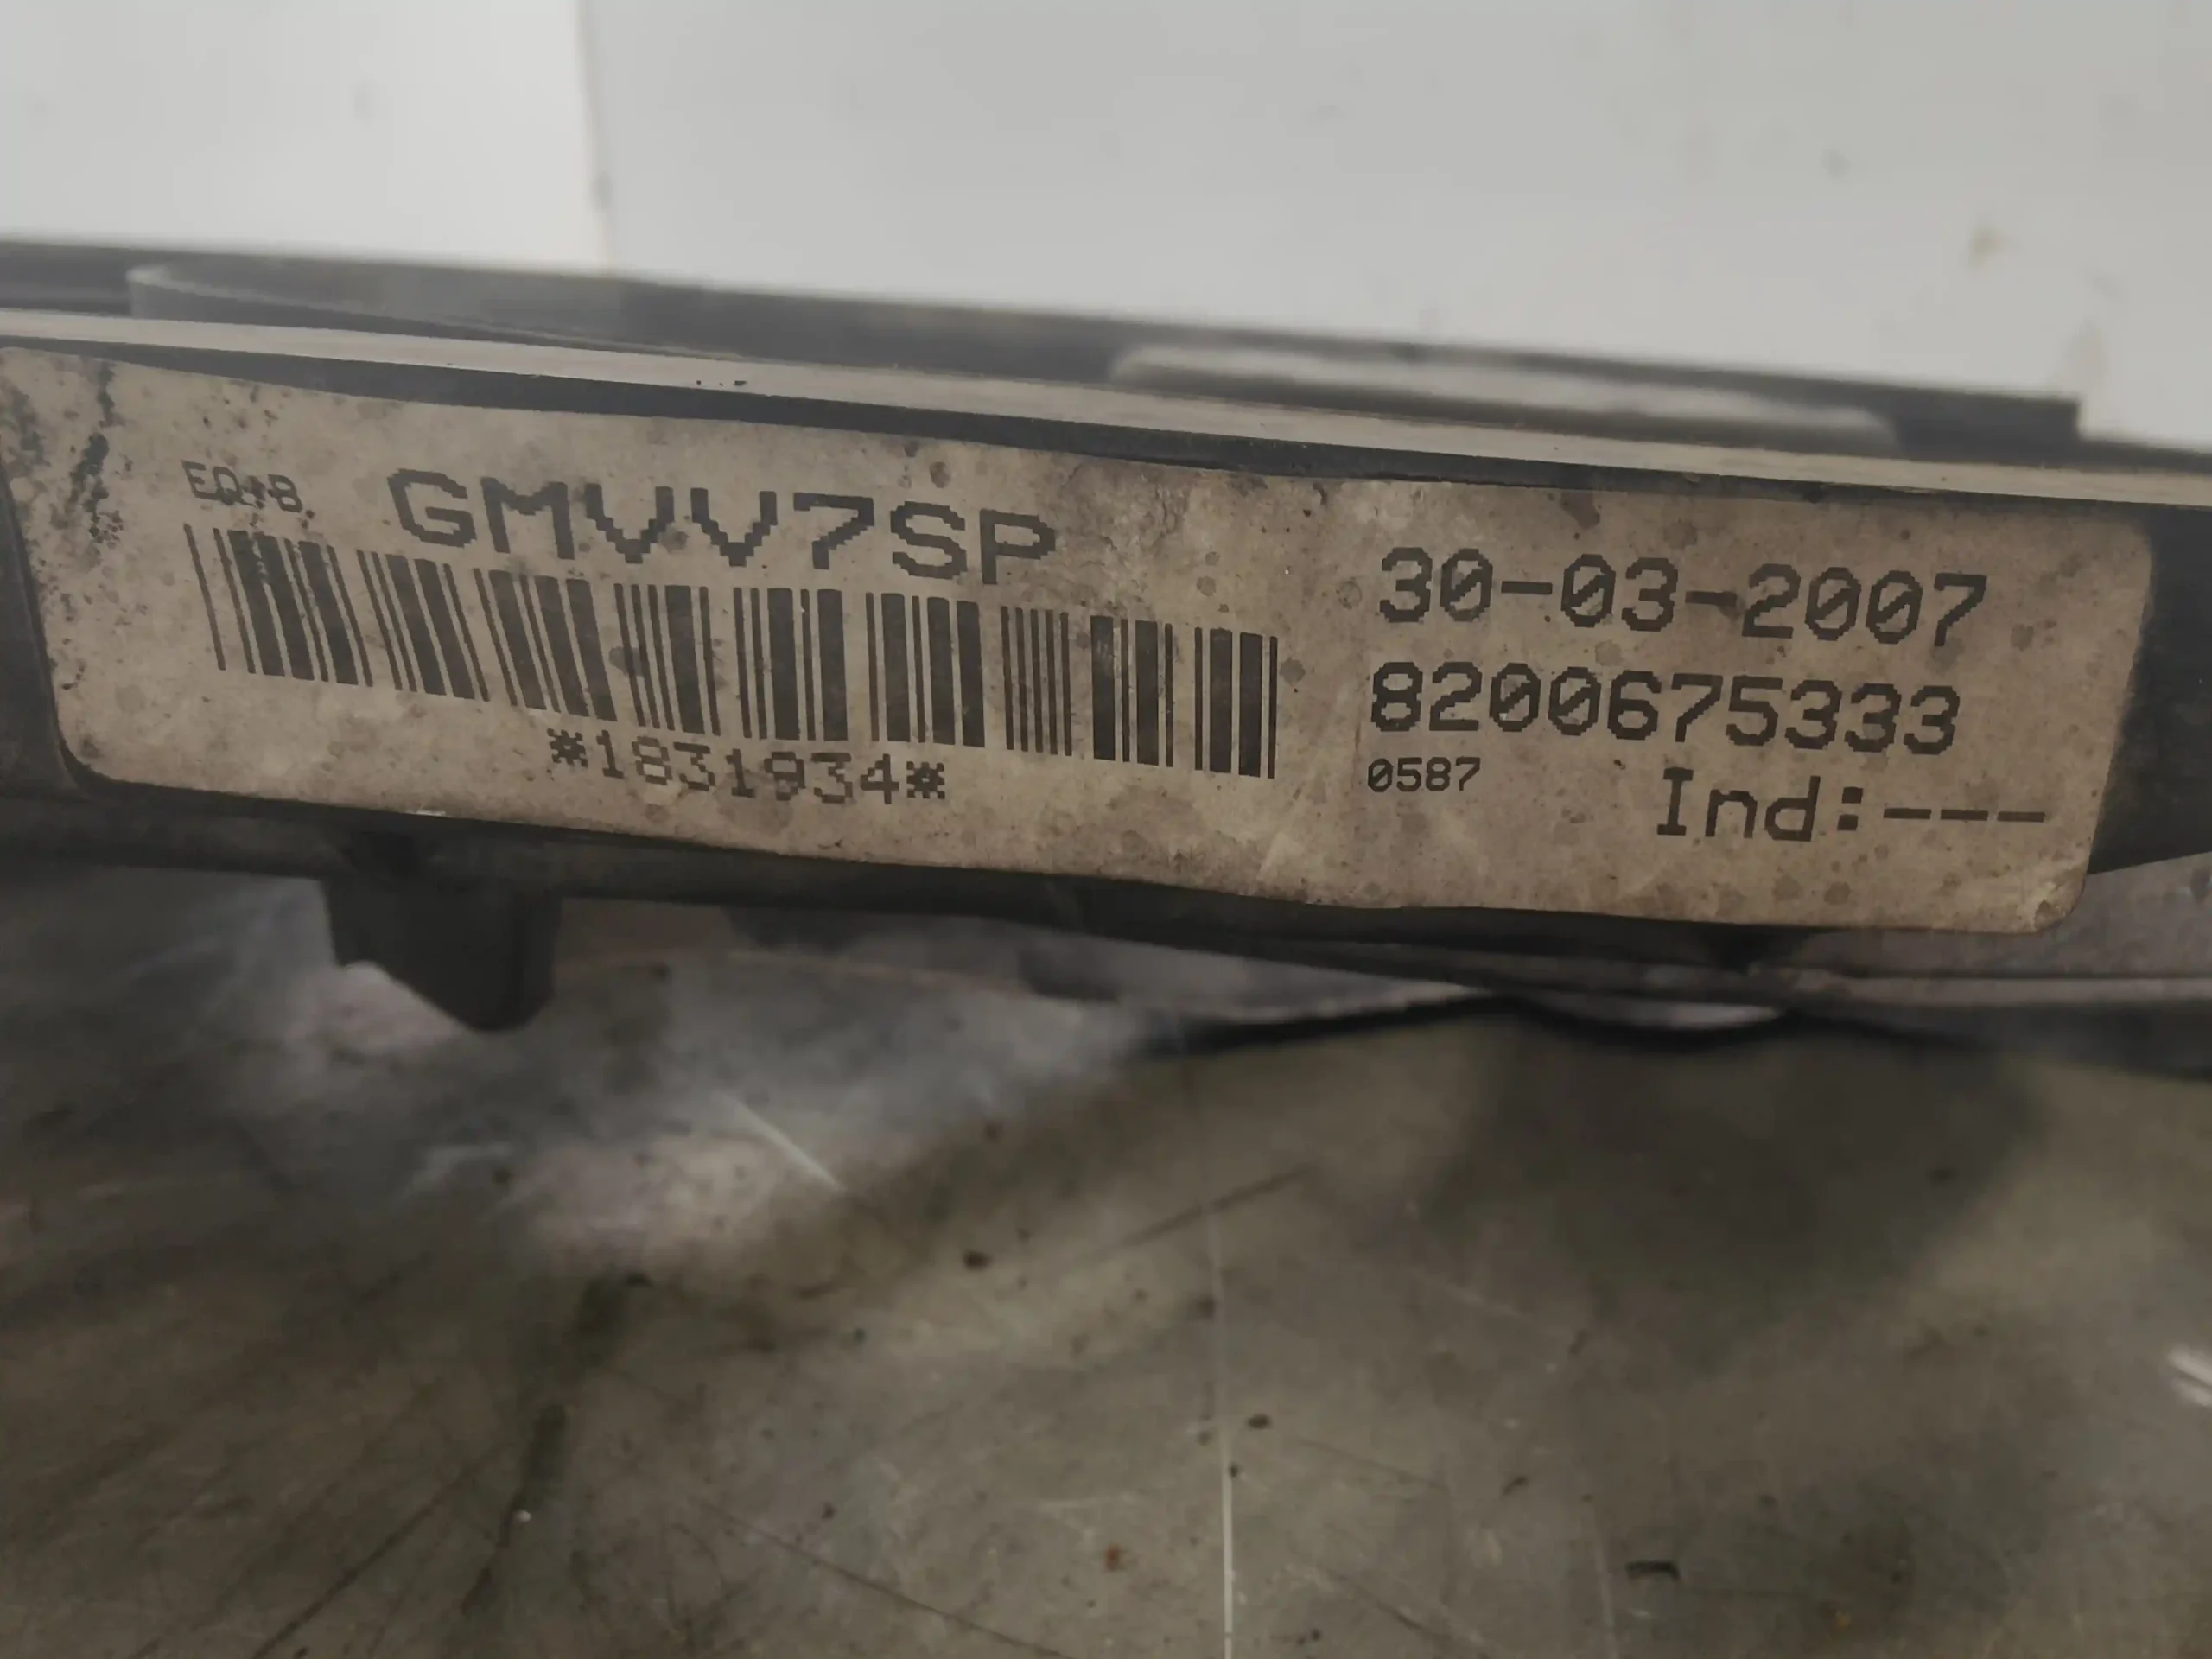 EQ:B
GMVV7SP
*1831934*
30-03-2007
8200675333
0587
Ind:---